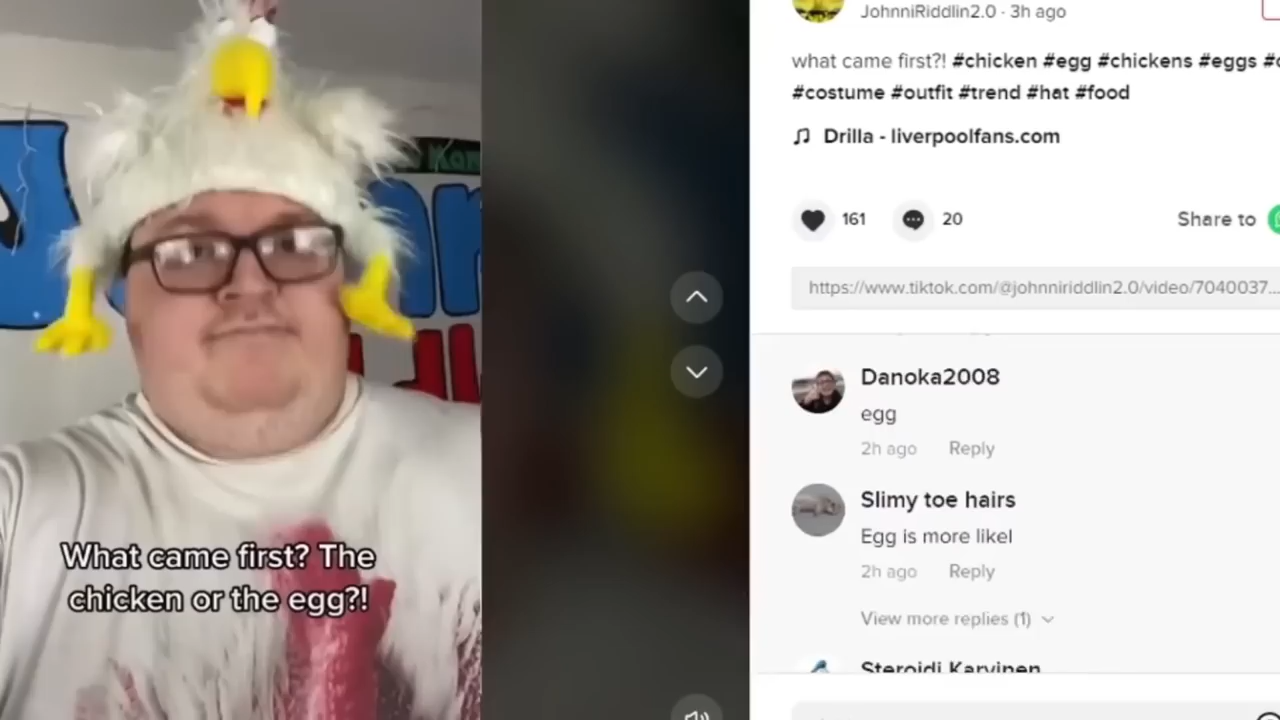 What came first? The
chicken or the egg?!
JohnniRiddlin2.0 · 3h ago
what came first?! #chicken #egg #chickens #eggs
#costume #outfit #trend #hat #food
Drilla - liverpoolfans.com
161
20
Share to
https://www.tiktok.com/@johnniriddlin2.0/video/7040037...
Danoka2008
egg
2h ago Reply
Slimy toe hairs
Egg is more likel
2h ago Reply
View more replies (1)
Steroidi Karvinen